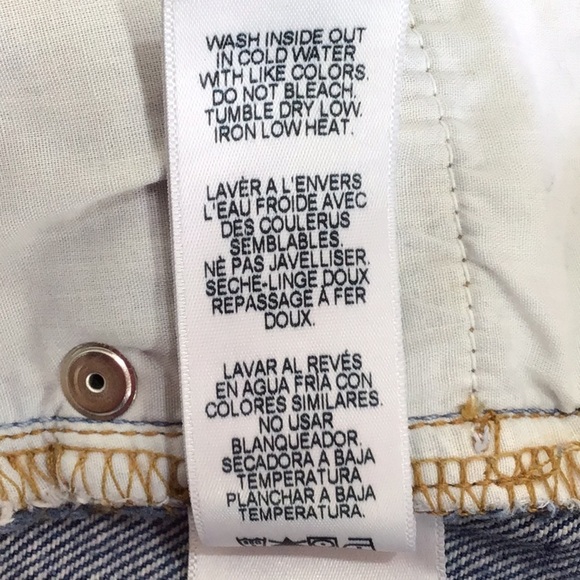 WASH INSIDE OUT
IN COLD WATER
WITH LIKE COLORS.
DO NOT BLEACH.
TUMBLE DRY LOW.
IRON LOW HEAT.
LAVÈR A L'ENVERS
L'EAU FROIDE AVEC
DES COULERUS
SEMBLABLES.
NÈ PAS JAVELLISER.
SECHE-LINGE DOUX
REPASSAGE À FER
DOUX.
LAVAR AL REVÉS
EN AGUA FRIA CON
COLORES SIMILARES.
NO USAR
BLANQUEADOR.
SECADORA A BAJA
TEMPERATURA
PLANCHAR A BAJA
TEMPERATURA.